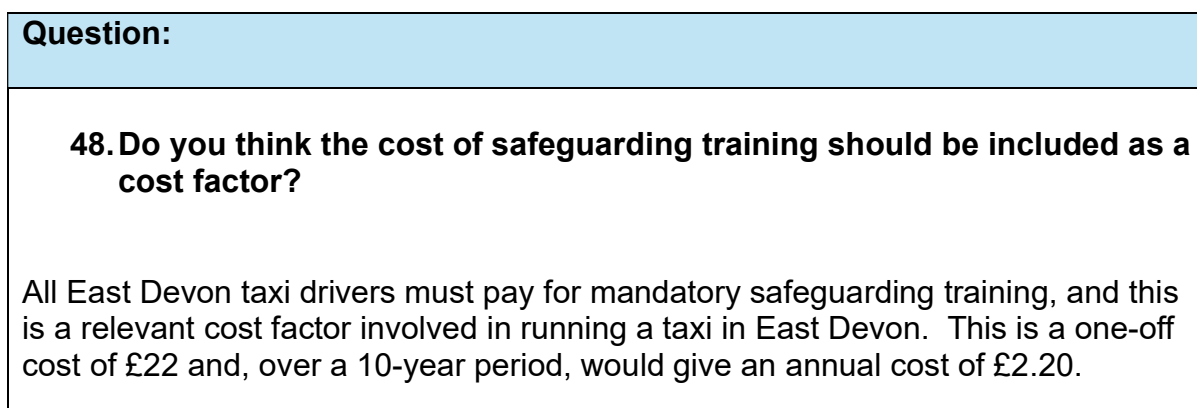 Question:
48. Do you think the cost of safeguarding training should be included as a
cost factor?
All East Devon taxi drivers must pay for mandatory safeguarding training, and this
is a relevant cost factor involved in running a taxi in East Devon.  This is a one-off
cost of £22 and, over a 10-year period, would give an annual cost of £2.20.